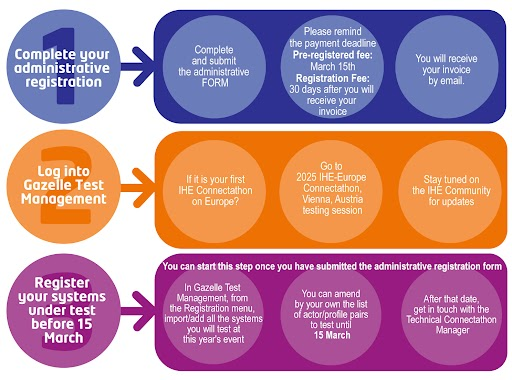 1
Complete your
administrative
registration
Complete
and submit
the administrative
FORM
Please remind
the payment deadline
Pre-registered fee:
March 15th
Registration Fee:
30 days after you will
receive your
invoice
You will receive
your invoice
by email.
2
Log into
Gazelle Test
Management
If it is your first
IHE Connectathon
on Europe?
Go to
2025 IHE-Europe
Connectathon,
Vienna, Austria
testing session
Stay tuned on
the IHE Community
for updates
3
Register
your systems
under test
before 15
March
You can start this step once you have submitted the administrative registration form
In Gazelle Test
Management, from
the Registration menu,
import/add all the systems
you will test at
this year's event
You can amend
by your own the list
of actor/profile pairs
to test until
15 March
After that date,
get in touch with the
Technical Connectathon
Manager